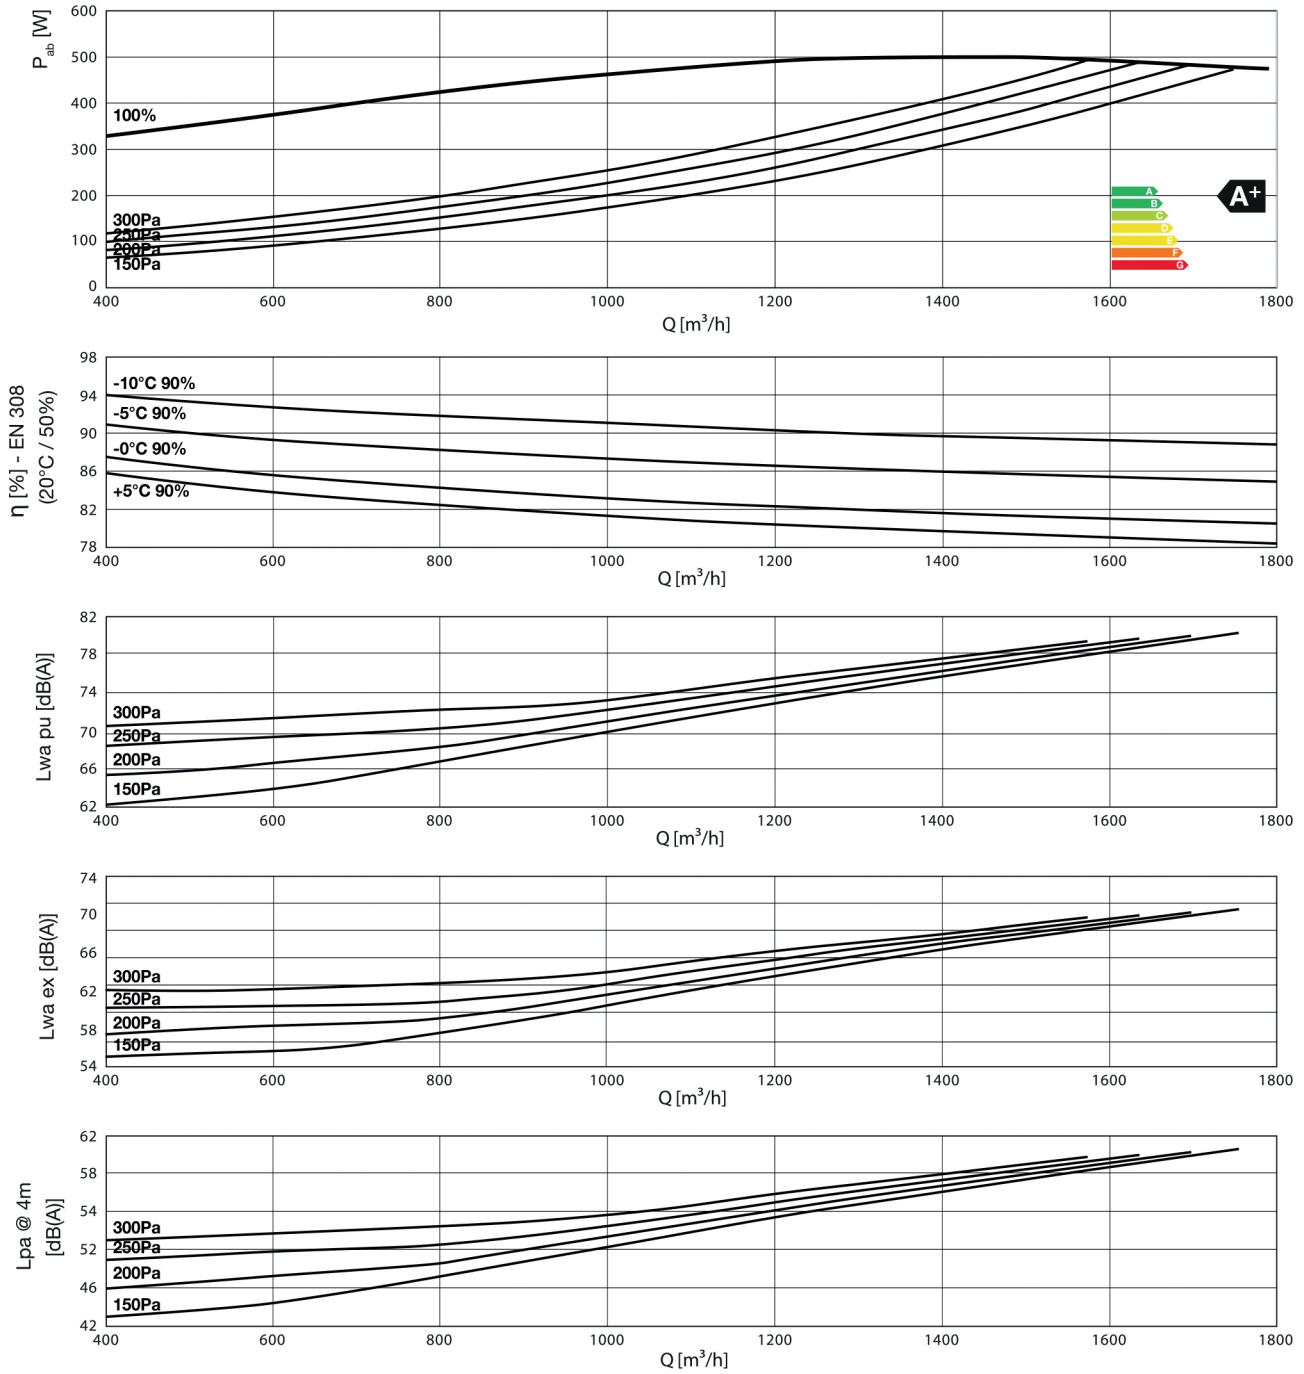 600
500
400
300
200
100
0
P_ab [W]
100%
300Pa
250Pa
200Pa
150Pa
A
B
C
D
E
F
G
A+
400 600 800 1000 1200 1400 1600 1800
Q [m³/h]
98
94
90
86
82
78
η [%] - EN 308
(20°C / 50%)
-10°C 90%
-5°C 90%
-0°C 90%
+5°C 90%
400 600 800 1000 1200 1400 1600 1800
Q [m³/h]
82
78
74
70
66
62
Lwa pu [dB(A)]
300Pa
250Pa
200Pa
150Pa
400 600 800 1000 1200 1400 1600 1800
Q [m³/h]
74
70
66
62
58
54
Lwa ex [dB(A)]
300Pa
250Pa
200Pa
150Pa
400 600 800 1000 1200 1400 1600 1800
Q [m³/h]
62
58
54
52
46
42
Lpa @ 4m
[dB(A)]
300Pa
250Pa
200Pa
150Pa
400 600 800 1000 1200 1400 1600 1800
Q [m³/h]